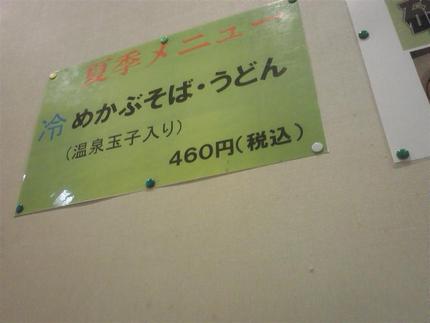 夏季メニュー
冷 めかぶそば・うどん
(温泉玉子入り)
460円(税込)